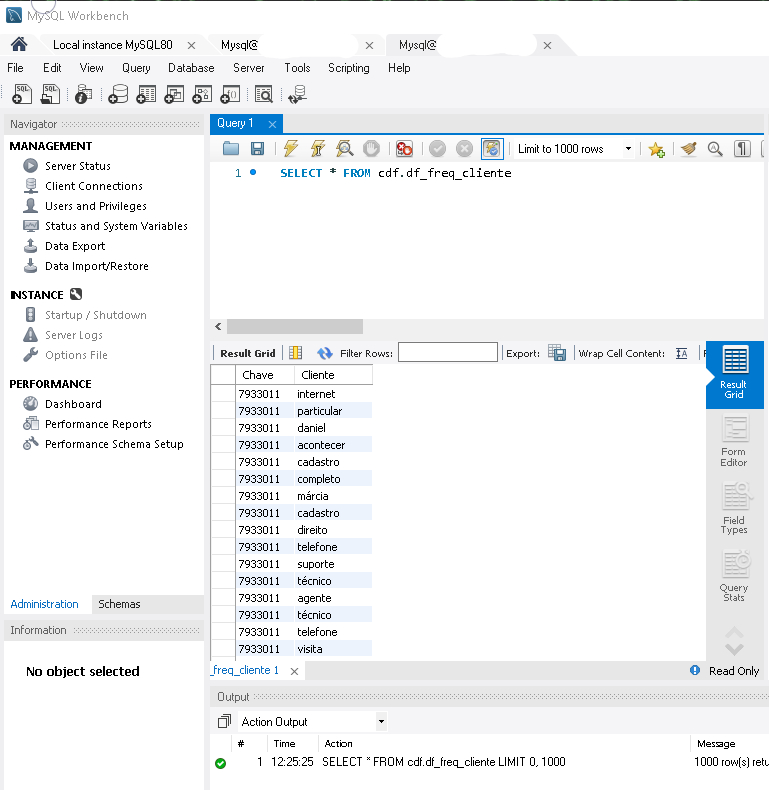 MySQL Workbench
Local instance MySQL80 Mysql@ Mysql@
File Edit View Query Database Server Tools Scripting Help
Navigator
MANAGEMENT
Server Status
Client Connections
Users and Privileges
Status and System Variables
Data Export
Data Import/Restore
INSTANCE
Startup / Shutdown
Server Logs
Options File
PERFORMANCE
Dashboard
Performance Reports
Performance Schema Setup
Administration Schemas
Information
No object selected
Query 1
Limit to 1000 rows
1 SELECT * FROM cdf.df_freq_cliente
Result Grid Filter Rows: Export: Wrap Cell Content:
Chave Cliente
7933011 internet
7933011 particular
7933011 daniel
7933011 acontecer
7933011 cadastro
7933011 completo
7933011 márcia
7933011 cadastro
7933011 direito
7933011 telefone
7933011 suporte
7933011 técnico
7933011 agente
7933011 técnico
7933011 telefone
7933011 visita
Result
Grid
Form
Editor
Field
Types
Query
Stats
_freq_cliente 1 Read Only
Output
Action Output
# Time Action Message
1 12:25:25 SELECT * FROM cdf.df_freq_cliente LIMIT 0, 1000 1000 row(s) retu